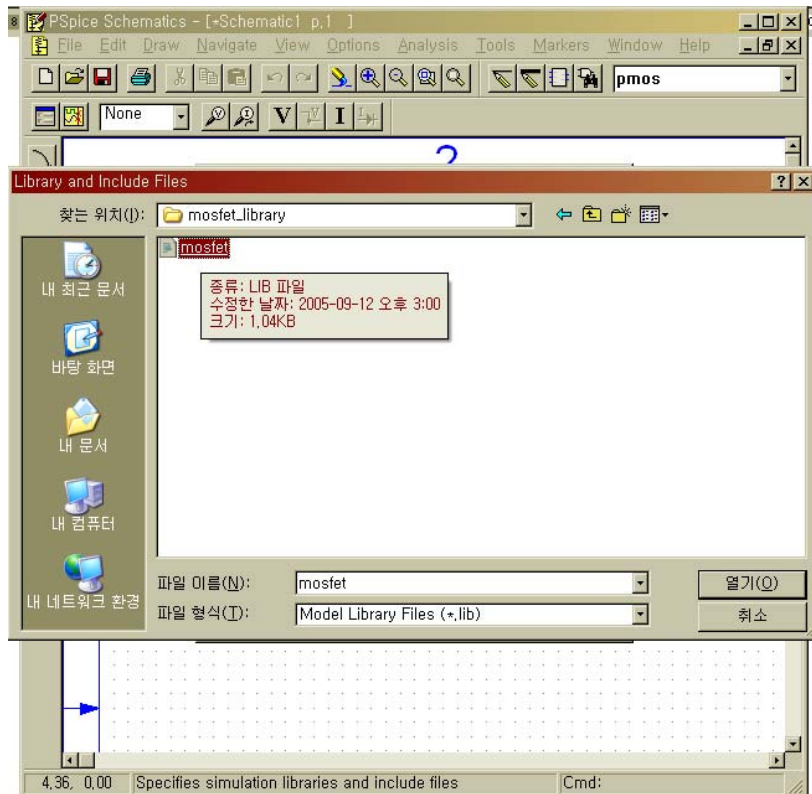 PSpice Schematics - [*Schematic1 p.1 ]
File Edit Draw Navigate View Options Analysis Tools Markers Window Help
pmos
None
V I
?
Library and Include Files
찾는 위치(I): mosfet_library
mosfet
종류: LIB 파일
수정한 날짜: 2005-09-12 오후 3:00
크기: 1.04KB
내 최근 문서
바탕 화면
내 문서
내 컴퓨터
내 네트워크 환경
파일 이름(N): mosfet 열기(O)
파일 형식(T): Model Library Files (*.lib) 취소
4.36, 0.00 Specifies simulation libraries and include files Cmd: